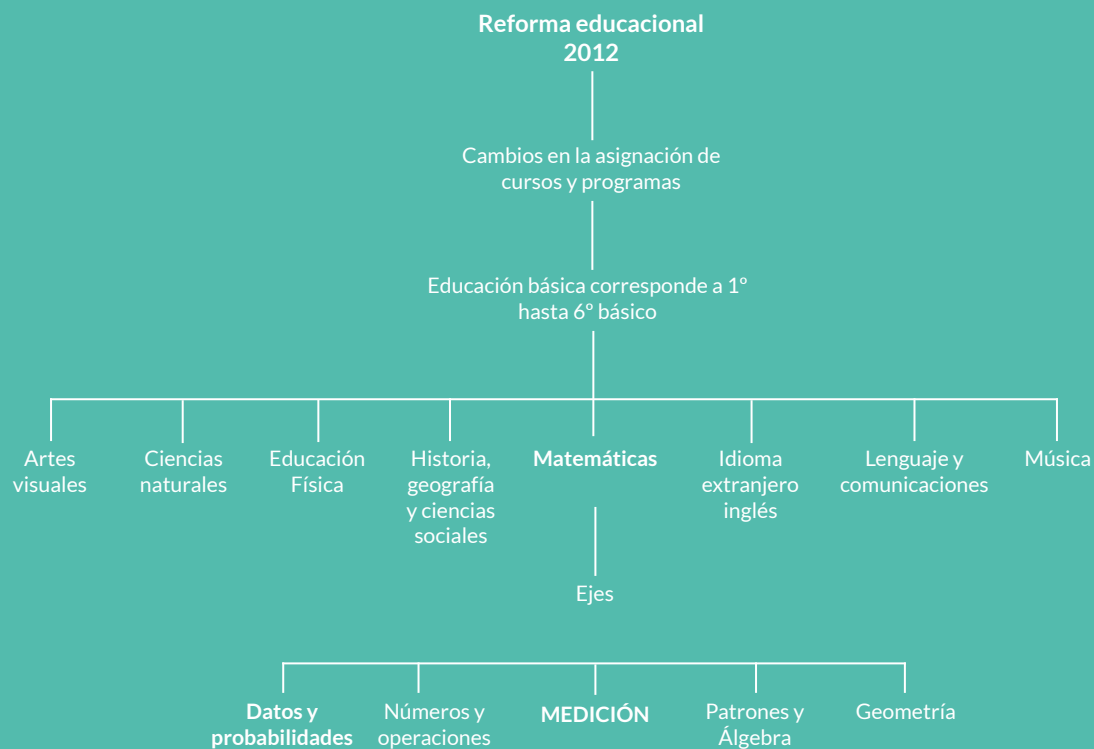 Reforma educacional
2012
Cambios en la asignación de
cursos y programas
Educación básica corresponde a 1º
hasta 6º básico
Artes
visuales
Ciencias
naturales
Educación
Física
Historia,
geografía
y ciencias
sociales
Matemáticas
Idioma
extranjero
inglés
Lenguaje y
comunicaciones
Música
Ejes
Datos y
probabilidades
Números y
operaciones
MEDICIÓN
Patrones y
Álgebra
Geometría